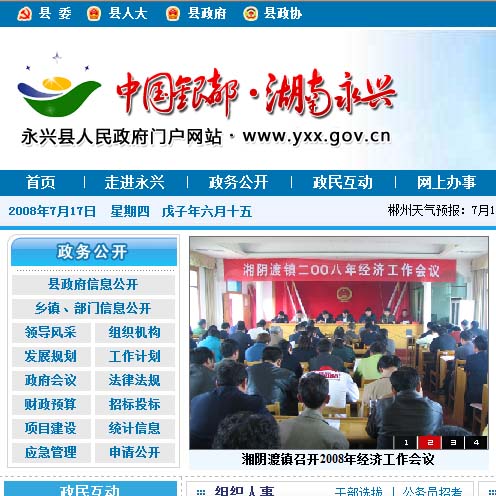 县 委 县人大 县政府 县政协
中国银都·湖南永兴
永兴县人民政府门户网站·www.yxx.gov.cn
首页 走进永兴 政务公开 政民互动 网上办事
2008年7月17日 星期四 戊子年六月十五 郴州天气预报：7月1
政务公开
县政府信息公开
乡镇、部门信息公开
领导风采 组织机构
发展规划 工作计划
政府会议 法律法规
财政预算 招标投标
项目建设 统计信息
应急管理 申请公开
湘阴渡镇二OO八年经济工作会议
1 2 3 4
湘阴渡镇召开2008年经济工作会议
政民互动
组织人事 干部选拔 | 公务员招考